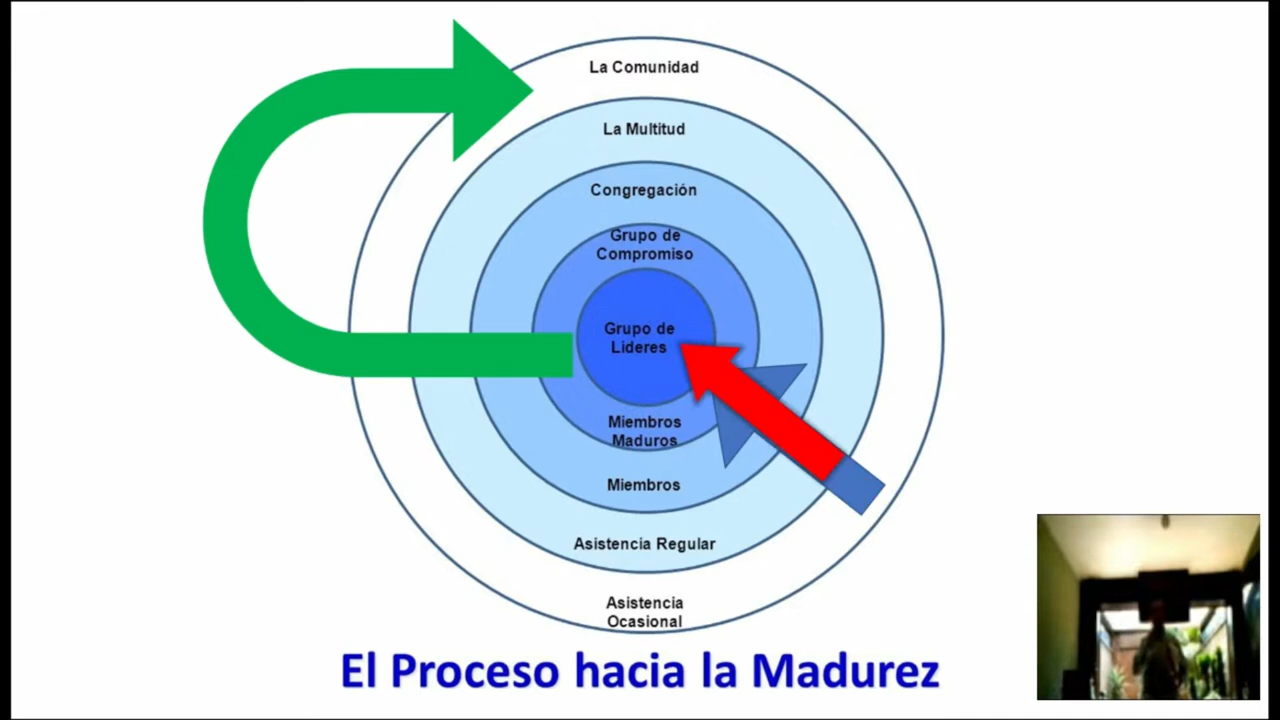 La Comunidad
La Multitud
Congregación
Grupo de
Compromiso
Grupo de
Lideres
Miembros
Maduros
Miembros
Asistencia Regular
Asistencia
Ocasional
El Proceso hacia la Madurez